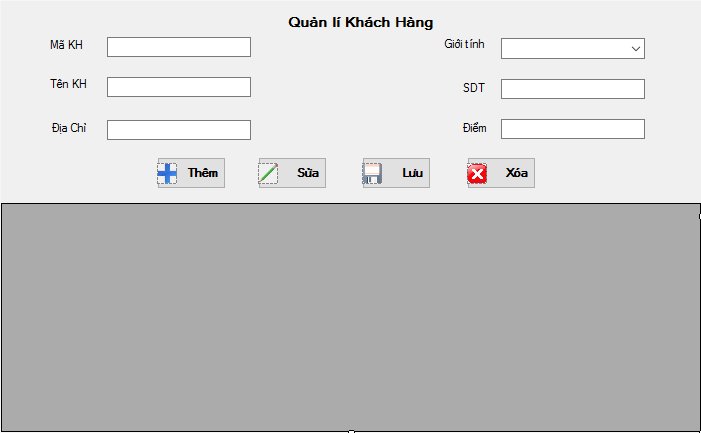 Quản lí Khách Hàng
Mã KH
Giới tính
Tên KH
SDT
Địa Chỉ
Điểm
Thêm
Sửa
Lưu
Xóa